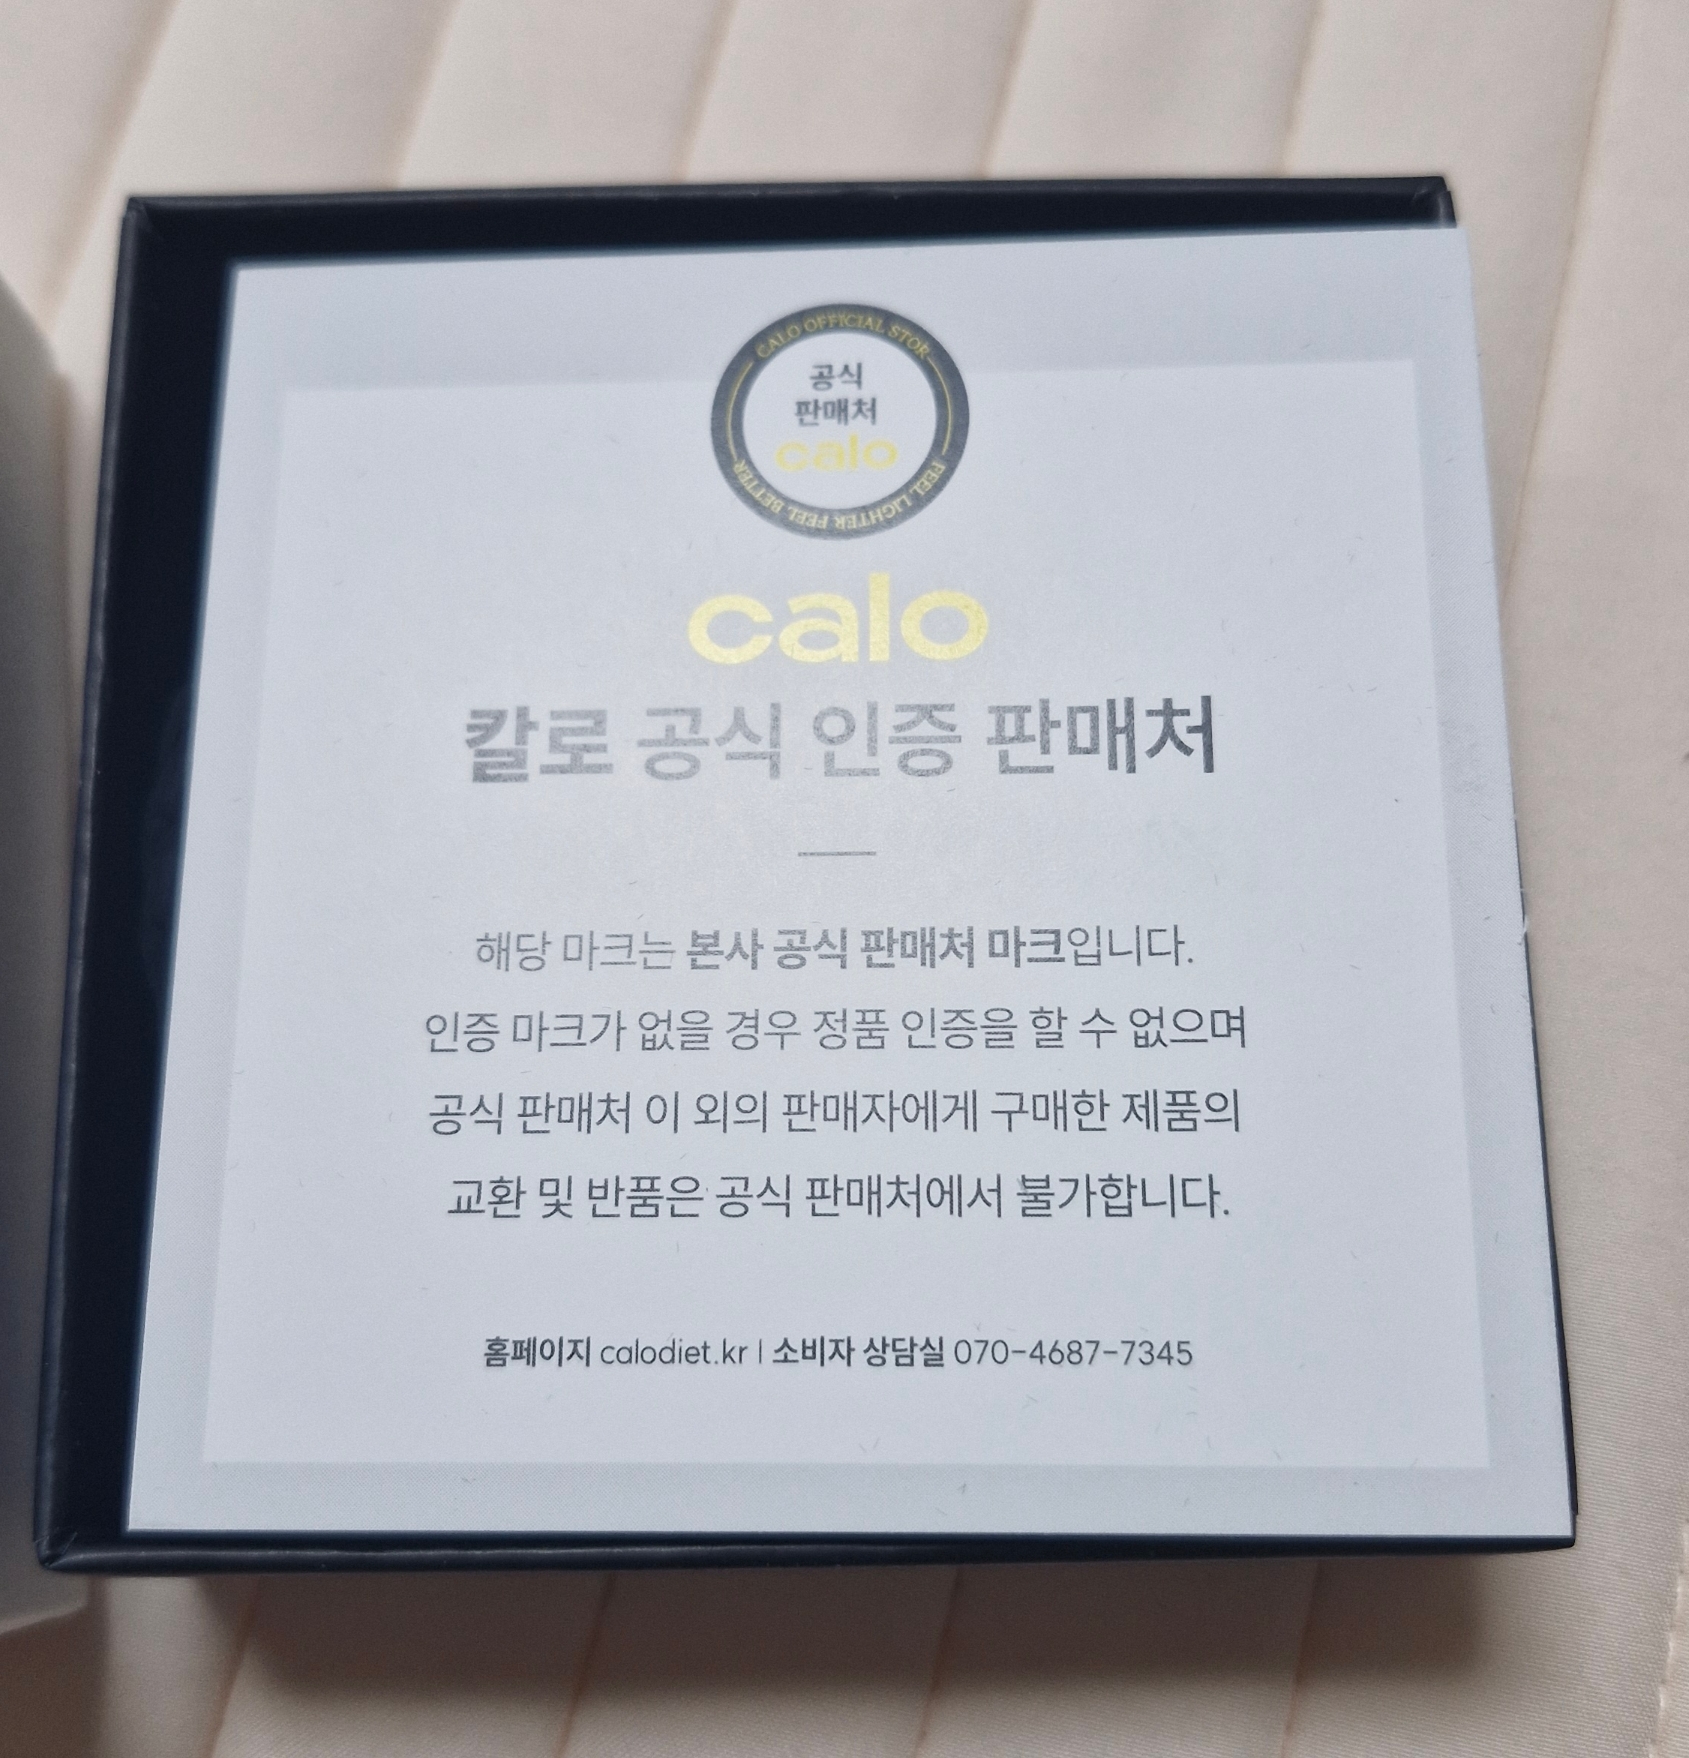 CALO OFFICIAL STOR
공식
판매처
calo
FEEL LIGHTER FEEL BETTER
calo
칼로 공식 인증 판매처
해당 마크는 본사 공식 판매처 마크입니다.
인증 마크가 없을 경우 정품 인증을 할 수 없으며
공식 판매처 이 외의 판매자에게 구매한 제품의
교환 및 반품은 공식 판매처에서 불가합니다.
홈페이지 calodiet.kr | 소비자 상담실 070-4687-7345